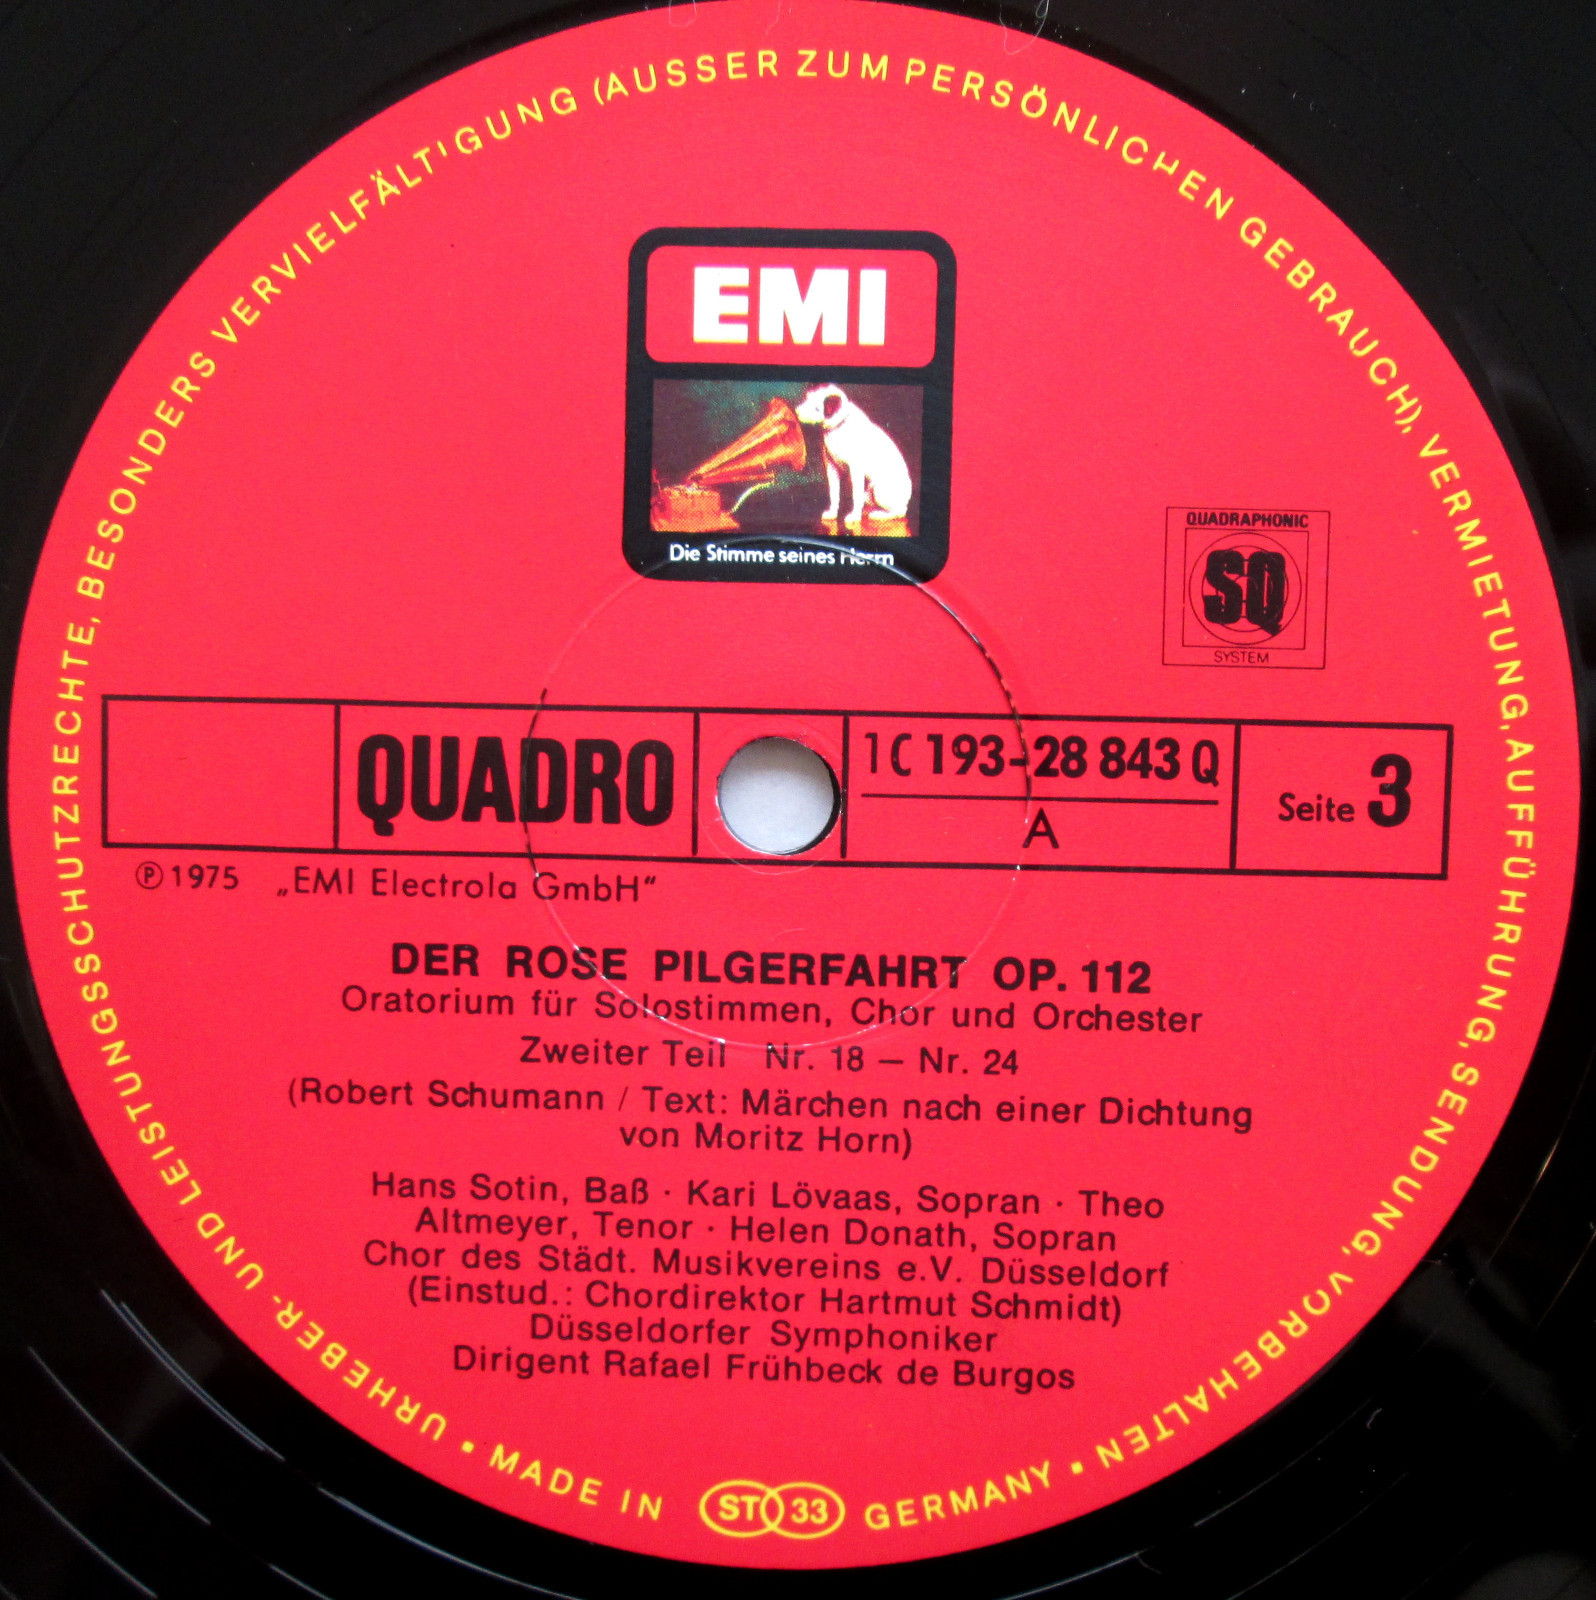 URHEBER- UND LEISTUNGSSCHUTZRECHTE, BESONDERS VERVIELFÄLTIGUNG (AUSSER ZUM PERSÖNLICHEN GEBRAUCH), VERMIETUNG, AUFFÜHRUNG, SENDUNG, VORBEHALTEN
EMI
Die Stimme seines Herrn
QUADRAPHONIC
SQ
SYSTEM
QUADRO
1C 193-28 843 Q
A
Seite 3
℗ 1975 „EMI Electrola GmbH“
DER ROSE PILGERFAHRT OP. 112
Oratorium für Solostimmen, Chor und Orchester
Zweiter Teil Nr. 18 – Nr. 24
(Robert Schumann / Text: Märchen nach einer Dichtung
von Moritz Horn)
Hans Sotin, Baß · Kari Lövaas, Sopran · Theo
Altmeyer, Tenor · Helen Donath, Sopran
Chor des Städt. Musikvereins e.V. Düsseldorf
(Einstud.: Chordirektor Hartmut Schmidt)
Düsseldorfer Symphoniker
Dirigent Rafael Frühbeck de Burgos
▪ MADE IN ST 33 GERMANY ▪